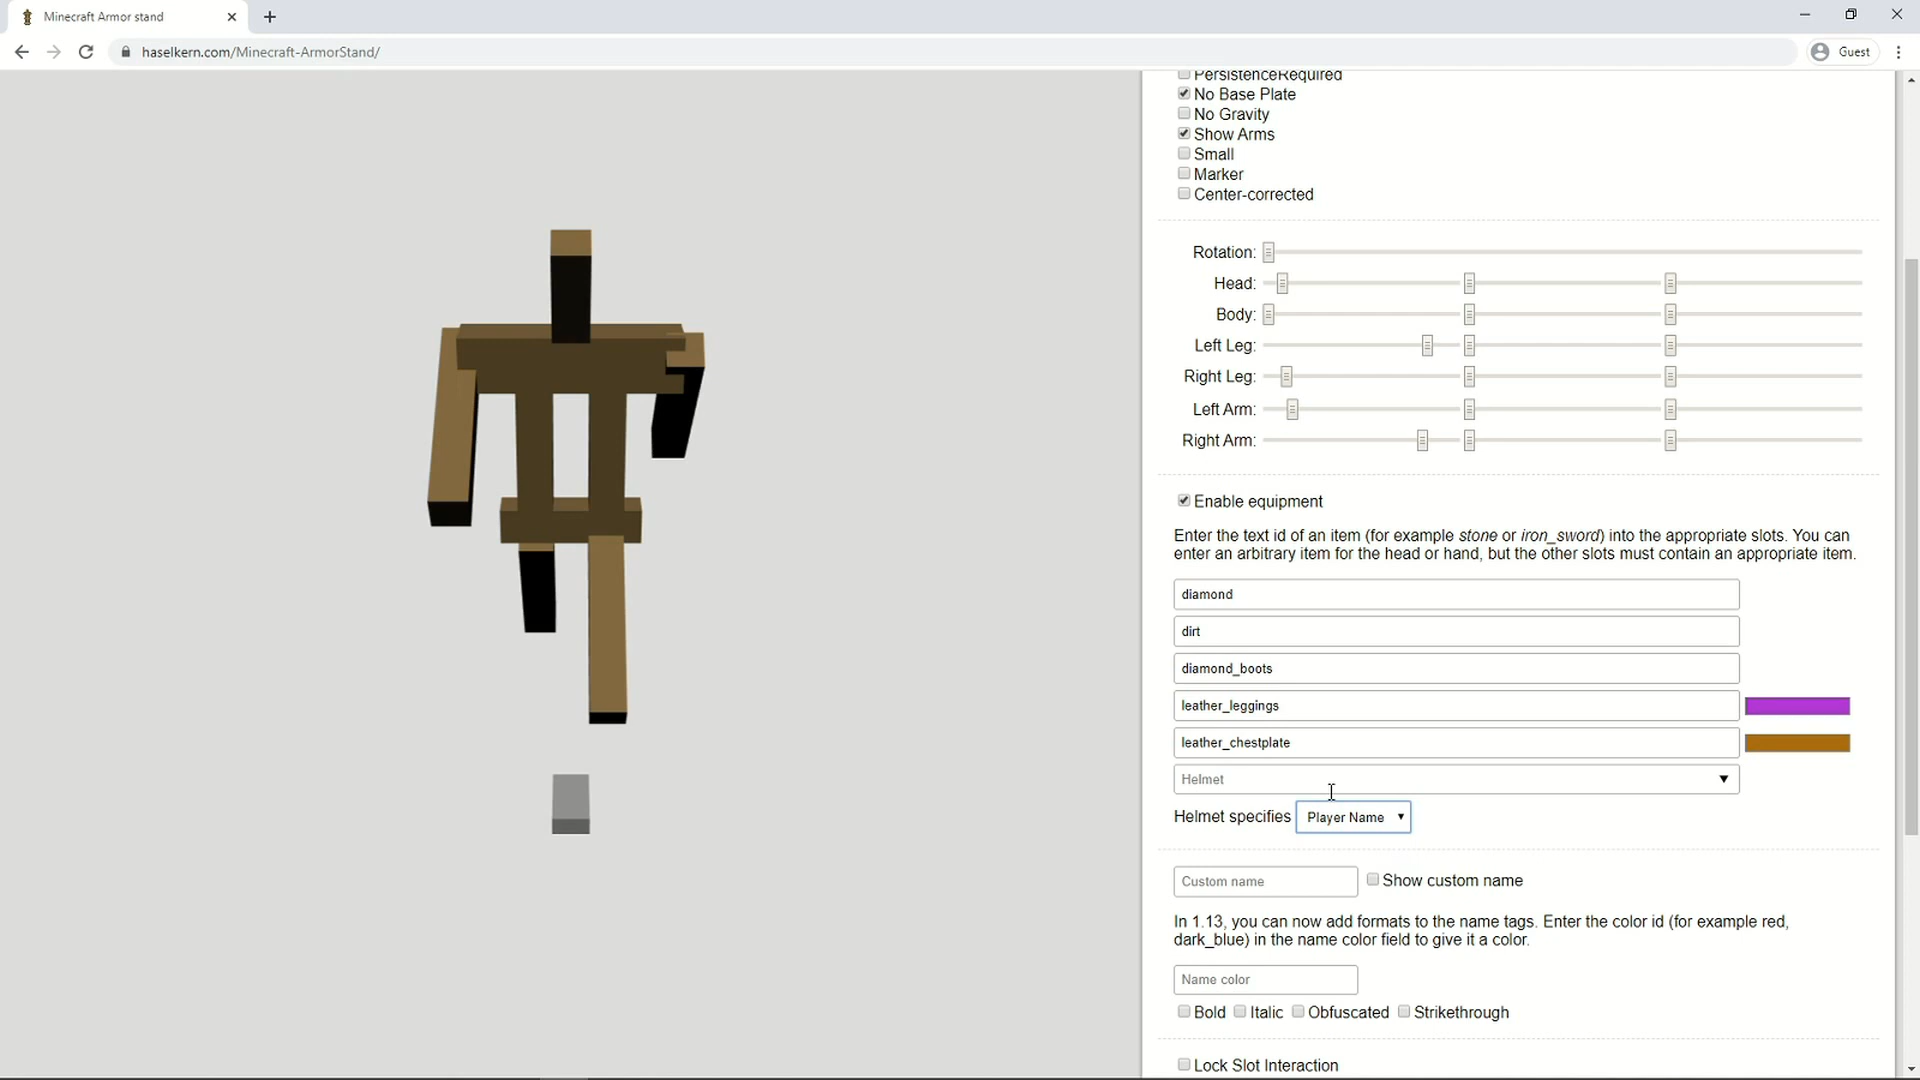 Minecraft Armor stand
haselkern.com/Minecraft-ArmorStand/
Guest
PersistenceRequired
No Base Plate
No Gravity
Show Arms
Small
Marker
Center-corrected
Rotation:
Head:
Body:
Left Leg:
Right Leg:
Left Arm:
Right Arm:
Enable equipment
Enter the text id of an item (for example stone or iron_sword) into the appropriate slots. You can
enter an arbitrary item for the head or hand, but the other slots must contain an appropriate item.
diamond
dirt
diamond_boots
leather_leggings
leather_chestplate
Helmet
Helmet specifies Player Name
Custom name Show custom name
In 1.13, you can now add formats to the name tags. Enter the color id (for example red,
dark_blue) in the name color field to give it a color.
Name color
Bold Italic Obfuscated Strikethrough
Lock Slot Interaction